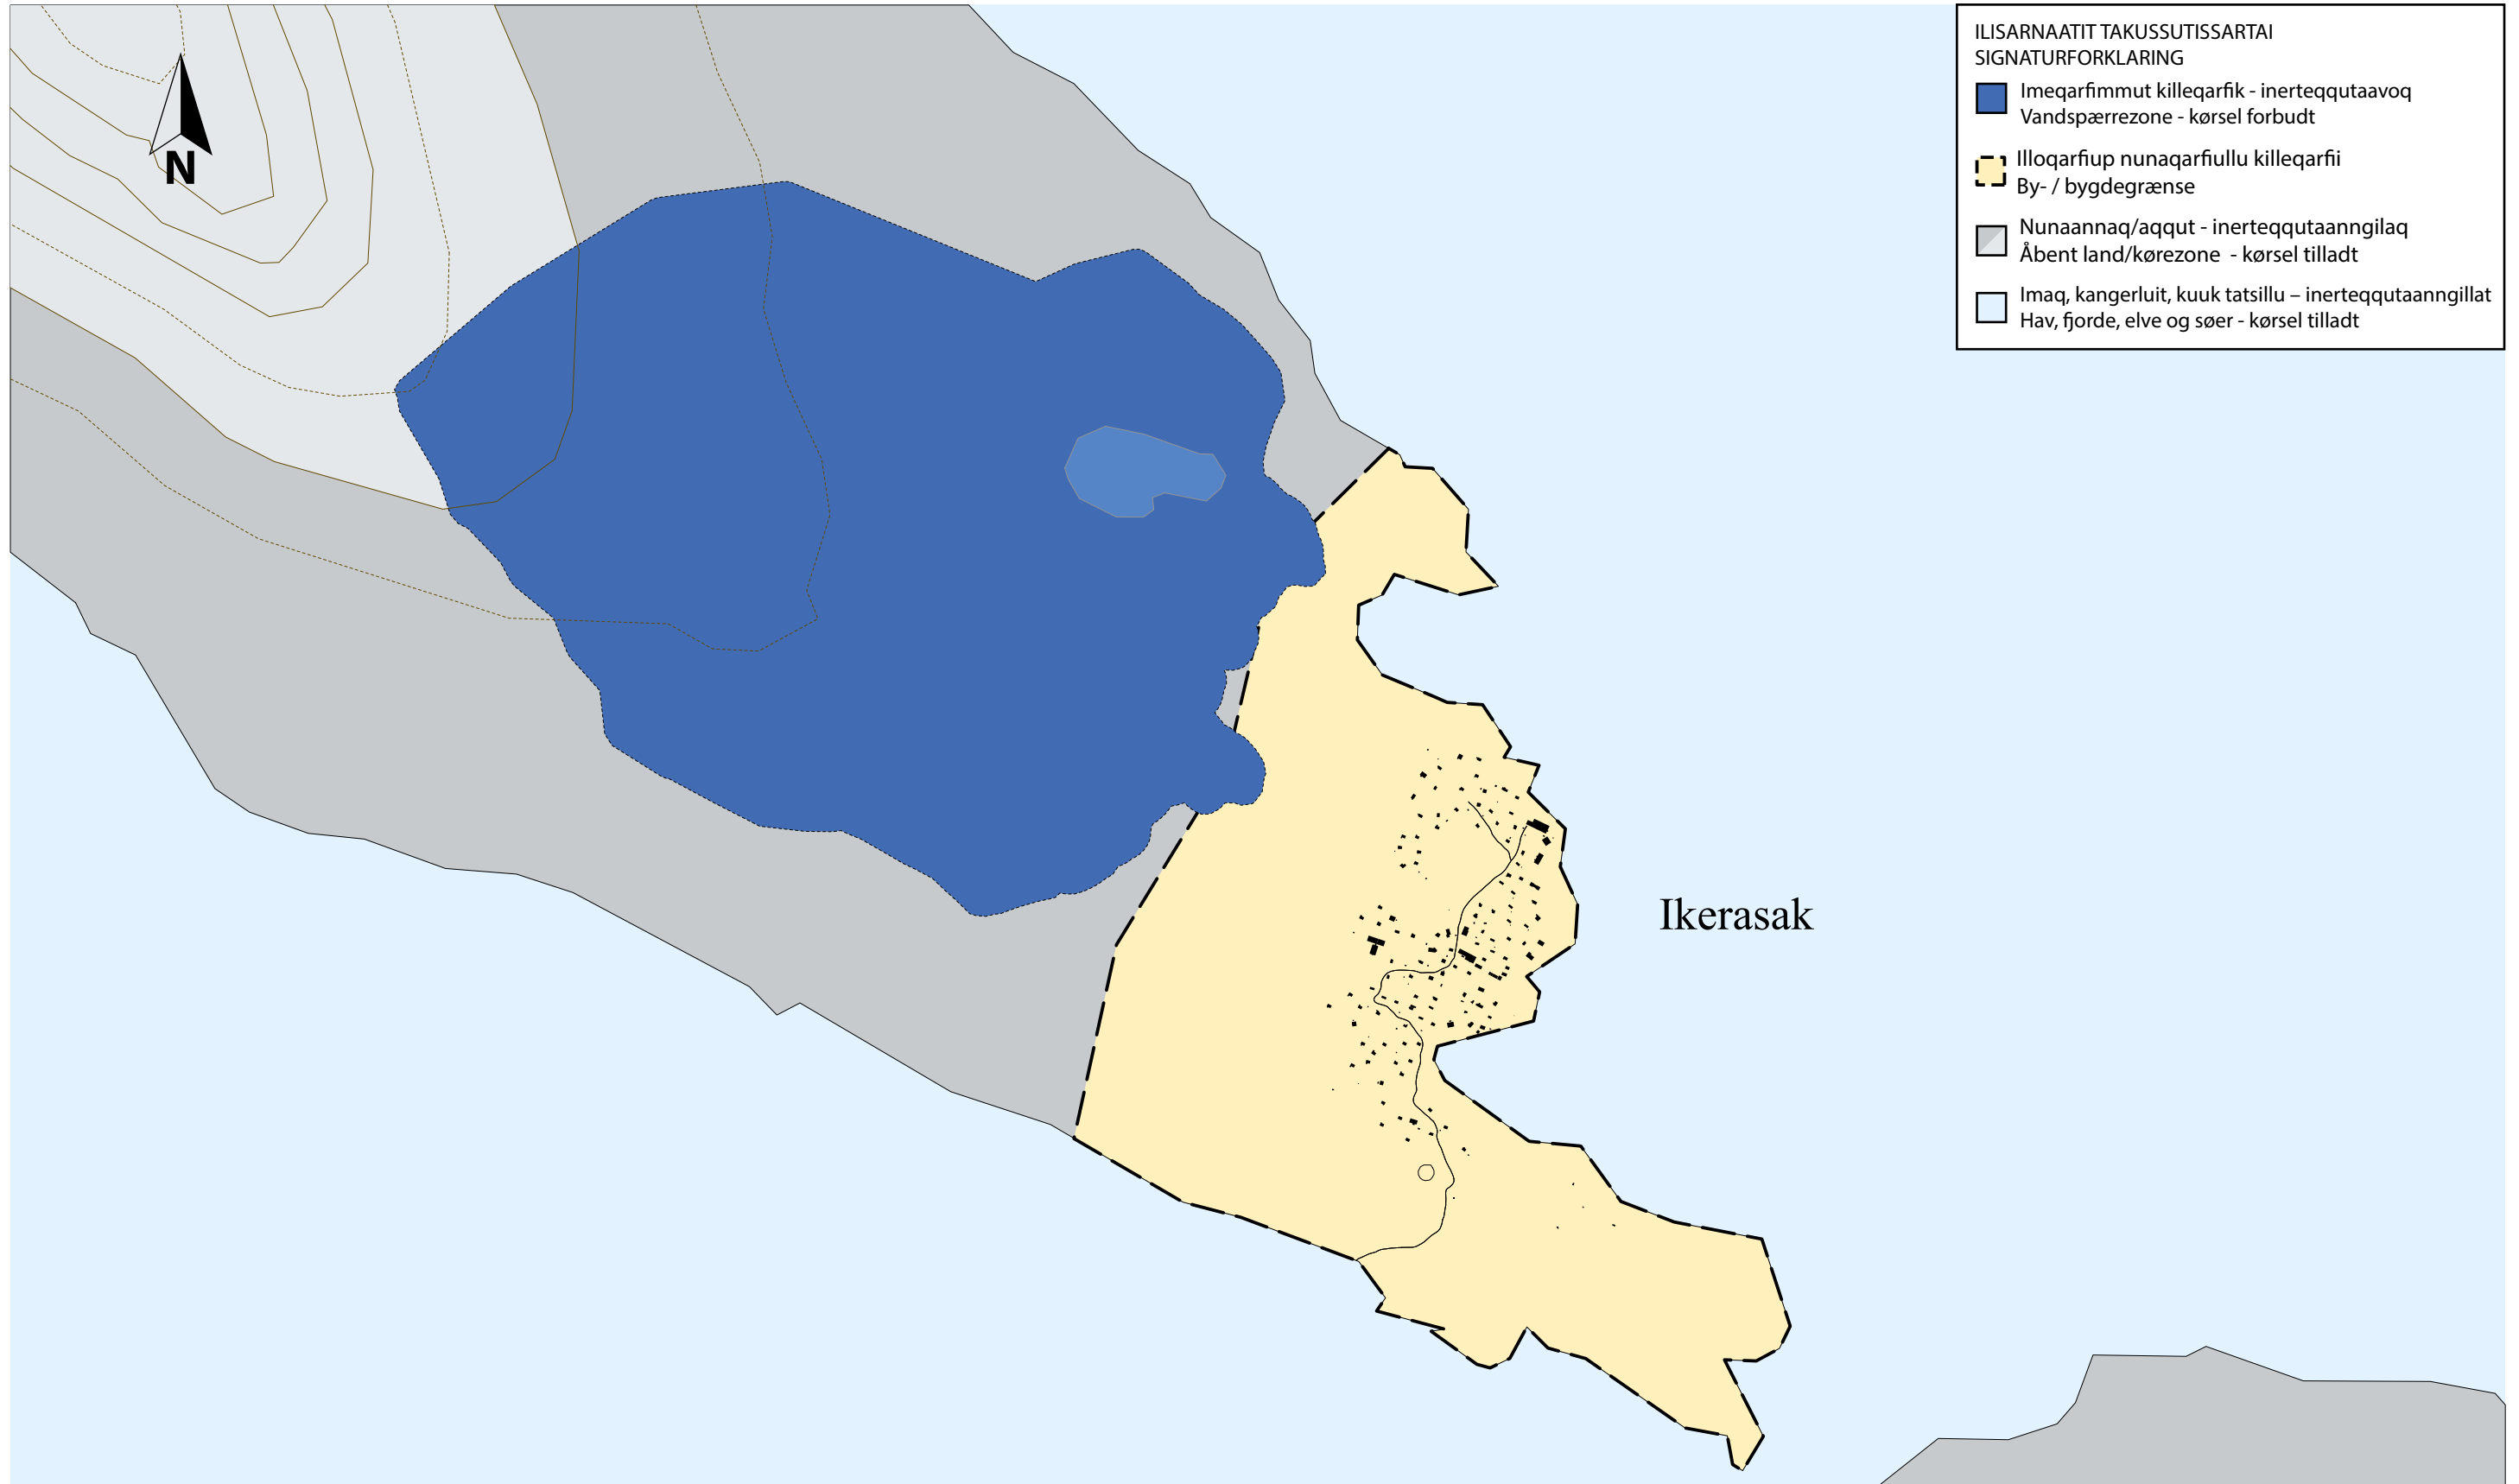 ILISARNAATIT TAKUSSUTISSARTAI
SIGNATURFORKLARING
Imeqarfimmut killeqarfik - inerteqqutaavoq
Vandspærrezone - kørsel forbudt
Illoqarfiup nunaqarfiullu killeqarfii
By- / bygdegrænse
Nunaannaq/aqqut - inerteqqutaanngilaq
Åbent land/kørezone - kørsel tilladt
Imaq, kangerluit, kuuk tatsillu – inerteqqutaanngillat
Hav, fjorde, elve og søer - kørsel tilladt
N
Ikerasak